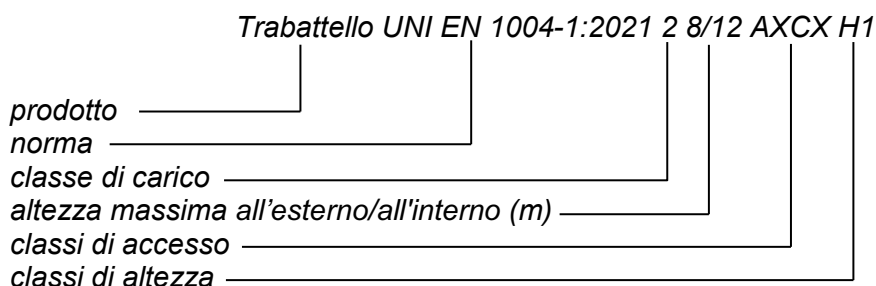 Trabattello UNI EN 1004-1:2021 2 8/12 AXCX H1
prodotto
norma
classe di carico
altezza massima all’esterno/all'interno (m)
classi di accesso
classi di altezza